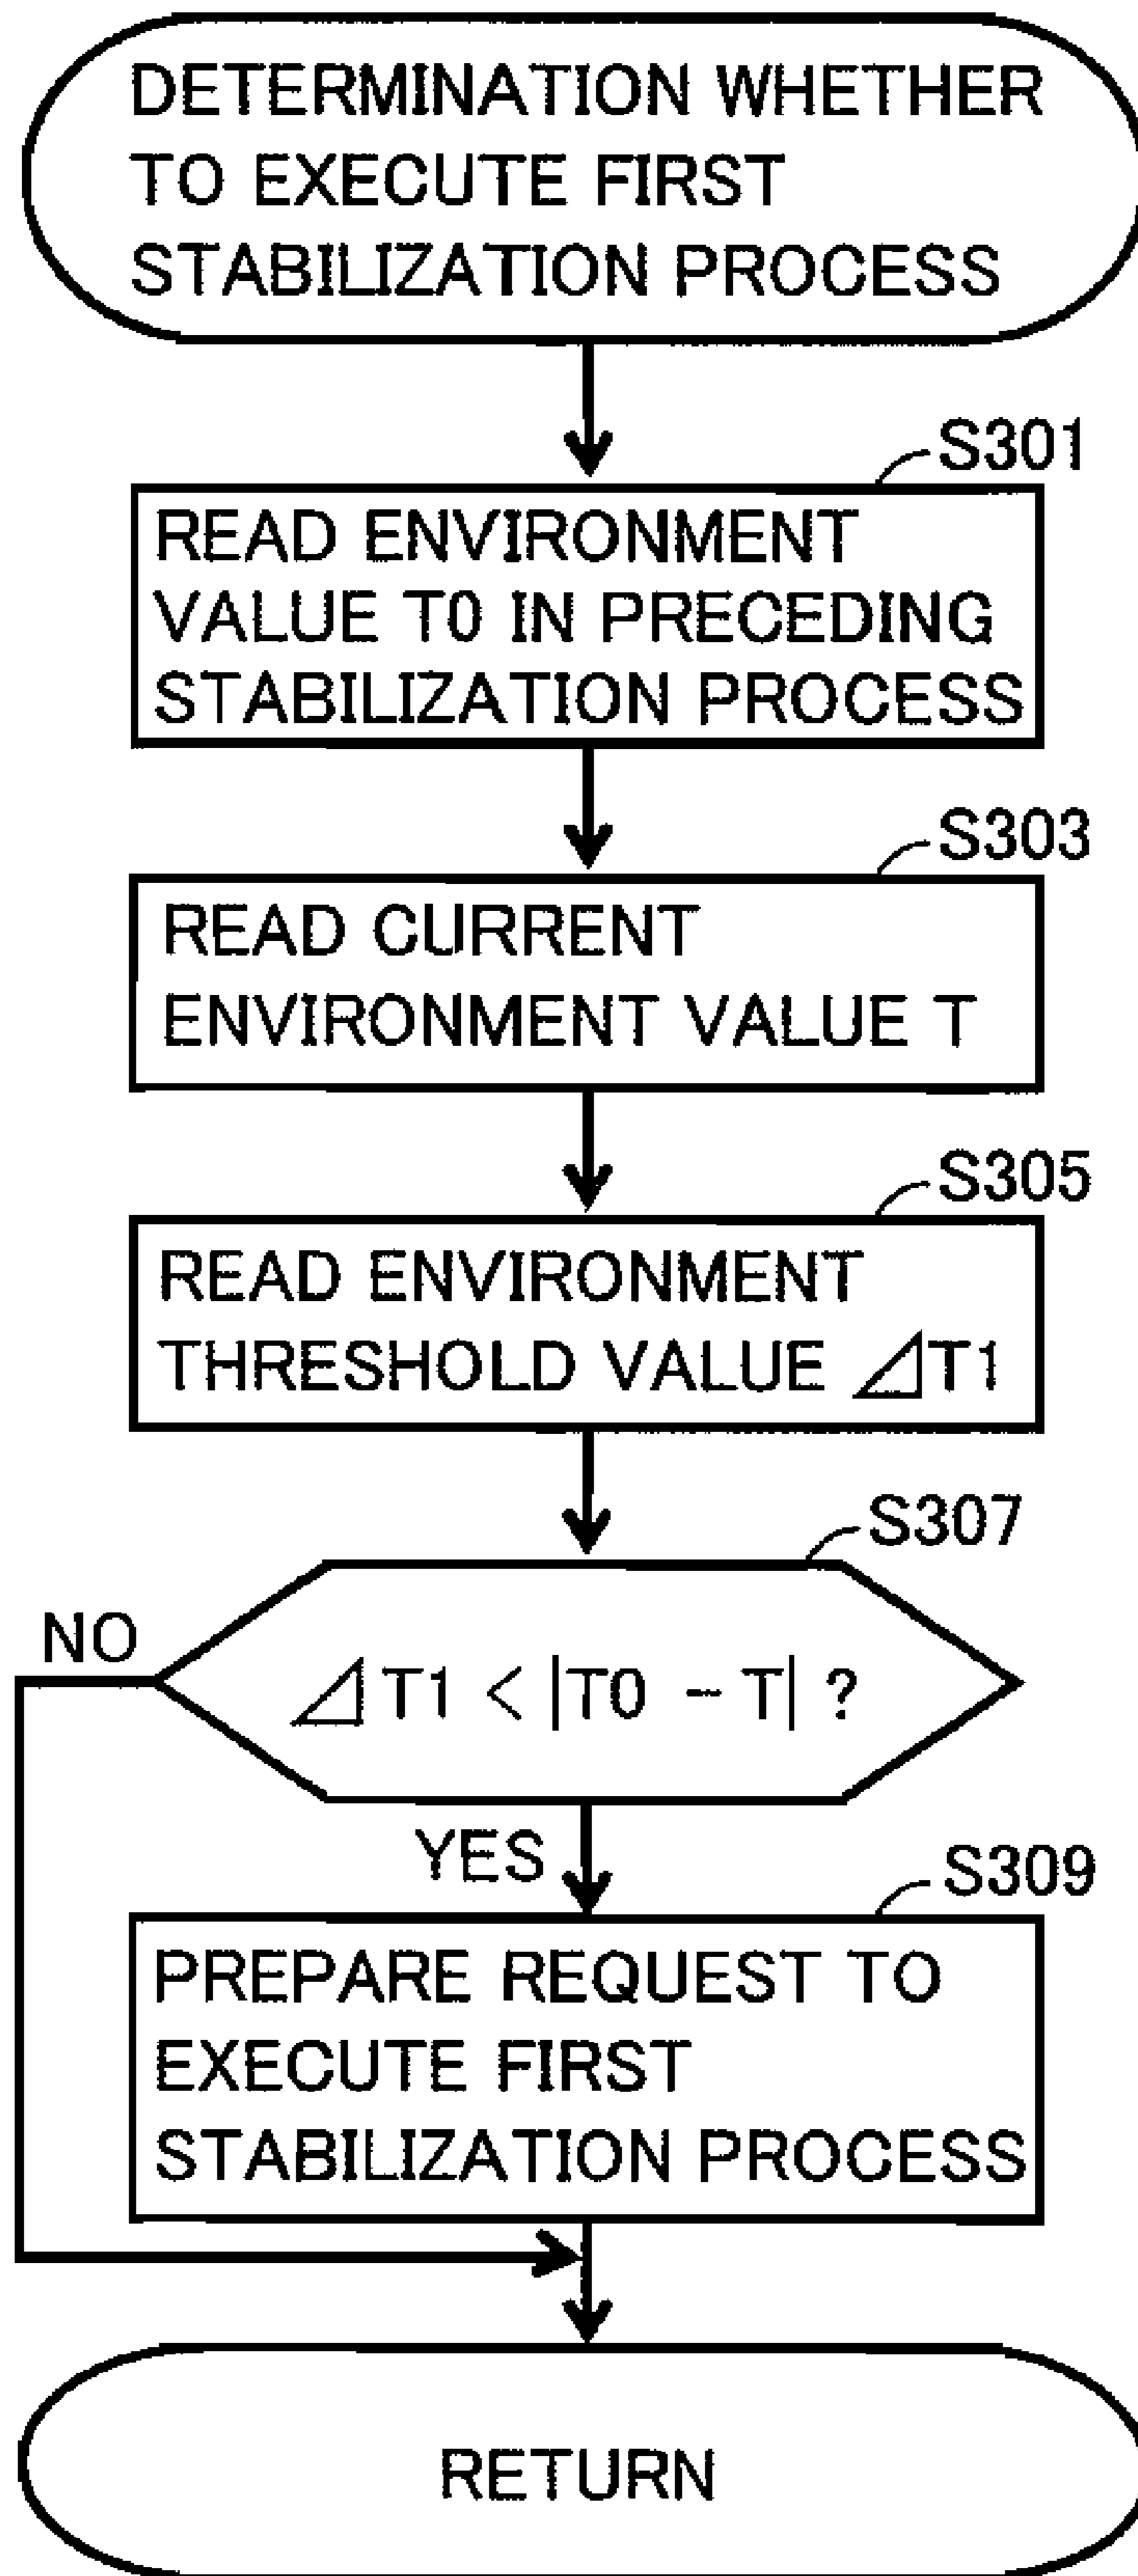 DETERMINATION WHETHER
TO EXECUTE FIRST
STABILIZATION PROCESS
S301
READ ENVIRONMENT
VALUE T0 IN PRECEDING
STABILIZATION PROCESS
S303
READ CURRENT
ENVIRONMENT VALUE T
S305
READ ENVIRONMENT
THRESHOLD VALUE ⊿T1
S307
NO
⊿T1 < |T0 - T| ?
YES
S309
PREPARE REQUEST TO
EXECUTE FIRST
STABILIZATION PROCESS
RETURN